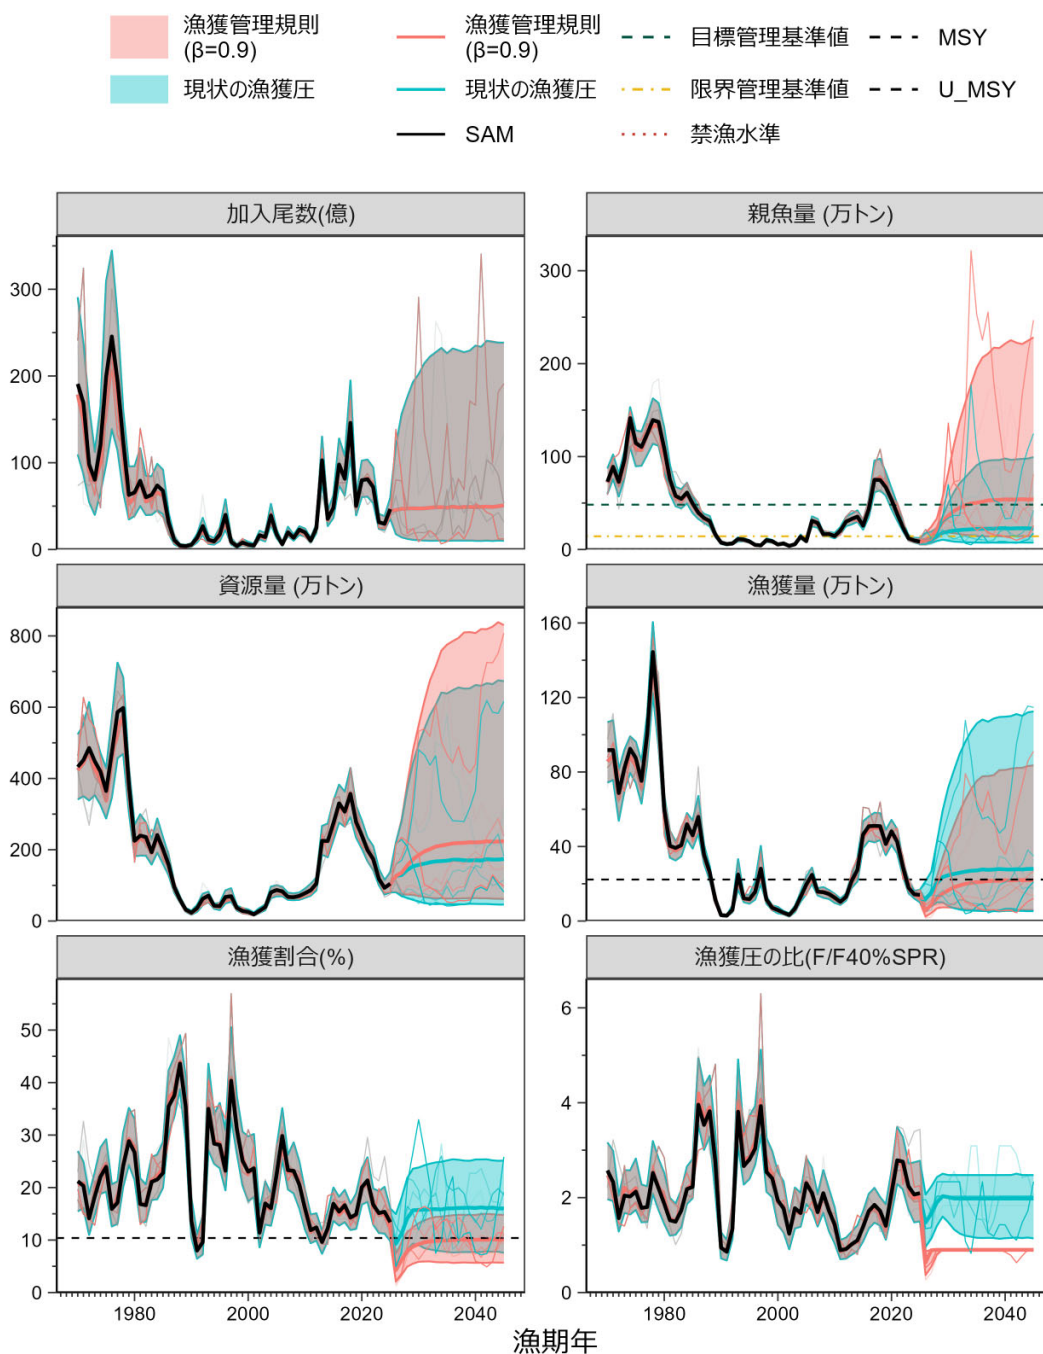 漁獲管理規則
(β=0.9)
漁獲管理規則
(β=0.9)
目標管理基準値
MSY
現状の漁獲圧
現状の漁獲圧
限界管理基準値
U_MSY
SAM
禁漁水準
加入尾数(億)
親魚量 (万トン)
300
200
100
0
300
200
100
0
資源量 (万トン)
漁獲量 (万トン)
800
600
400
200
0
160
120
80
40
0
漁獲割合(%)
漁獲圧の比(F/F40%SPR)
50
40
30
20
10
0
6
4
2
0
1980
2000
2020
2040
1980
2000
2020
2040
漁期年